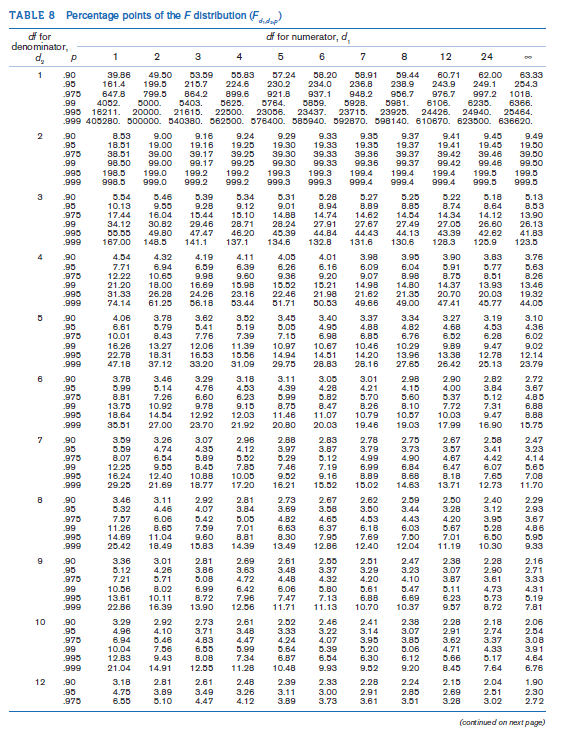 TABLE 8 Percentage points of the F distribution (F d1,d2,p)
df for denominator, d2 p df for numerator, d1
1 2 3 4 5 6 7 8 12 24 ∞
1 .90 39.86 49.50 53.59 55.83 57.24 58.20 58.91 59.44 60.71 62.00 63.33
.95 161.4 199.5 215.7 224.6 230.2 234.0 236.8 238.9 243.9 249.1 254.3
.975 647.8 799.5 864.2 899.6 921.8 937.1 948.2 956.7 976.7 997.2 1018.
.99 4052. 5000. 5403. 5625. 5764. 5859. 5928. 5981. 6106. 6235. 6366.
.995 16211. 20000. 21615. 22500. 23056. 23437. 23715. 23925. 24426. 24940. 25464.
.999 405280. 500000. 540380. 562500. 576400. 585940. 592870. 598140. 610670. 623500. 636620.
2 .90 8.53 9.00 9.16 9.24 9.29 9.33 9.35 9.37 9.41 9.45 9.49
.95 18.51 19.00 19.16 19.25 19.30 19.33 19.35 19.37 19.41 19.45 19.50
.975 38.51 39.00 39.17 39.25 39.30 39.33 39.36 39.37 39.42 39.46 39.50
.99 98.50 99.00 99.17 99.25 99.30 99.33 99.36 99.37 99.42 99.46 99.50
.995 198.5 199.0 199.2 199.2 199.3 199.3 199.4 199.4 199.4 199.5 199.5
.999 998.5 999.0 999.2 999.2 999.3 999.3 999.4 999.4 999.4 999.5 999.5
3 .90 5.54 5.46 5.39 5.34 5.31 5.28 5.27 5.25 5.22 5.18 5.13
.95 10.13 9.55 9.28 9.12 9.01 8.94 8.89 8.85 8.74 8.64 8.53
.975 17.44 16.04 15.44 15.10 14.88 14.74 14.62 14.54 14.34 14.12 13.90
.99 34.12 30.82 29.46 28.71 28.24 27.91 27.67 27.49 27.05 26.60 26.13
.995 55.55 49.80 47.47 46.20 45.39 44.84 44.43 44.13 43.39 42.62 41.83
.999 167.00 148.5 141.1 137.1 134.6 132.8 131.6 130.6 128.3 125.9 123.5
4 .90 4.54 4.32 4.19 4.11 4.05 4.01 3.98 3.95 3.90 3.83 3.76
.95 7.71 6.94 6.59 6.39 6.26 6.16 6.09 6.04 5.91 5.77 5.63
.975 12.22 10.65 9.98 9.60 9.36 9.20 9.07 8.98 8.75 8.51 8.26
.99 21.20 18.00 16.69 15.98 15.52 15.21 14.98 14.80 14.37 13.93 13.46
.995 31.33 26.28 24.26 23.16 22.46 21.98 21.62 21.35 20.70 20.03 19.32
.999 74.14 61.25 56.18 53.44 51.71 50.53 49.66 49.00 47.41 45.77 44.05
5 .90 4.06 3.78 3.62 3.52 3.45 3.40 3.37 3.34 3.27 3.19 3.10
.95 6.61 5.79 5.41 5.19 5.05 4.95 4.88 4.82 4.68 4.53 4.36
.975 10.01 8.43 7.76 7.39 7.15 6.98 6.85 6.76 6.52 6.28 6.02
.99 16.26 13.27 12.06 11.39 10.97 10.67 10.46 10.29 9.89 9.47 9.02
.995 22.78 18.31 16.53 15.56 14.94 14.51 14.20 13.96 13.38 12.78 12.14
.999 47.18 37.12 33.20 31.09 29.75 28.83 28.16 27.65 26.42 25.13 23.79
6 .90 3.78 3.46 3.29 3.18 3.11 3.05 3.01 2.98 2.90 2.82 2.72
.95 5.99 5.14 4.76 4.53 4.39 4.28 4.21 4.15 4.00 3.84 3.67
.975 8.81 7.26 6.60 6.23 5.99 5.82 5.70 5.60 5.37 5.12 4.85
.99 13.75 10.92 9.78 9.15 8.75 8.47 8.26 8.10 7.72 7.31 6.88
.995 18.64 14.54 12.92 12.03 11.46 11.07 10.79 10.57 10.03 9.47 8.88
.999 35.51 27.00 23.70 21.92 20.80 20.03 19.46 19.03 17.99 16.90 15.75
7 .90 3.59 3.26 3.07 2.96 2.88 2.83 2.78 2.75 2.67 2.58 2.47
.95 5.59 4.74 4.35 4.12 3.97 3.87 3.79 3.73 3.57 3.41 3.23
.975 8.07 6.54 5.89 5.52 5.29 5.12 4.99 4.90 4.67 4.42 4.14
.99 12.25 9.55 8.45 7.85 7.46 7.19 6.99 6.84 6.47 6.07 5.65
.995 16.24 12.40 10.88 10.05 9.52 9.16 8.89 8.68 8.18 7.65 7.08
.999 29.25 21.69 18.77 17.20 16.21 15.52 15.02 14.63 13.71 12.73 11.70
8 .90 3.46 3.11 2.92 2.81 2.73 2.67 2.62 2.59 2.50 2.40 2.29
.95 5.32 4.46 4.07 3.84 3.69 3.58 3.50 3.44 3.28 3.12 2.93
.975 7.57 6.06 5.42 5.05 4.82 4.65 4.53 4.43 4.20 3.95 3.67
.99 11.26 8.65 7.59 7.01 6.63 6.37 6.18 6.03 5.67 5.28 4.86
.995 14.69 11.04 9.60 8.81 8.30 7.95 7.69 7.50 7.01 6.50 5.95
.999 25.42 18.49 15.83 14.39 13.49 12.86 12.40 12.04 11.19 10.30 9.33
9 .90 3.36 3.01 2.81 2.69 2.61 2.55 2.51 2.47 2.38 2.28 2.16
.95 5.12 4.26 3.86 3.63 3.48 3.37 3.29 3.23 3.07 2.90 2.71
.975 7.21 5.71 5.08 4.72 4.48 4.32 4.20 4.10 3.87 3.61 3.33
.99 10.56 8.02 6.99 6.42 6.06 5.80 5.61 5.47 5.11 4.73 4.31
.995 13.61 10.11 8.72 7.96 7.47 7.13 6.88 6.69 6.23 5.73 5.19
.999 22.86 16.39 13.90 12.56 11.71 11.13 10.70 10.37 9.57 8.72 7.81
10 .90 3.29 2.92 2.73 2.61 2.52 2.46 2.41 2.38 2.28 2.18 2.06
.95 4.96 4.10 3.71 3.48 3.33 3.22 3.14 3.07 2.91 2.74 2.54
.975 6.94 5.46 4.83 4.47 4.24 4.07 3.95 3.85 3.62 3.37 3.08
.99 10.04 7.56 6.55 5.99 5.64 5.39 5.20 5.06 4.71 4.33 3.91
.995 12.83 9.43 8.08 7.34 6.87 6.54 6.30 6.12 5.66 5.17 4.64
.999 21.04 14.91 12.55 11.28 10.48 9.93 9.52 9.20 8.45 7.64 6.76
12 .90 3.18 2.81 2.61 2.48 2.39 2.33 2.28 2.24 2.15 2.04 1.90
.95 4.75 3.89 3.49 3.26 3.11 3.00 2.91 2.85 2.69 2.51 2.30
.975 6.55 5.10 4.47 4.12 3.89 3.73 3.61 3.51 3.28 3.02 2.72
(continued on next page)